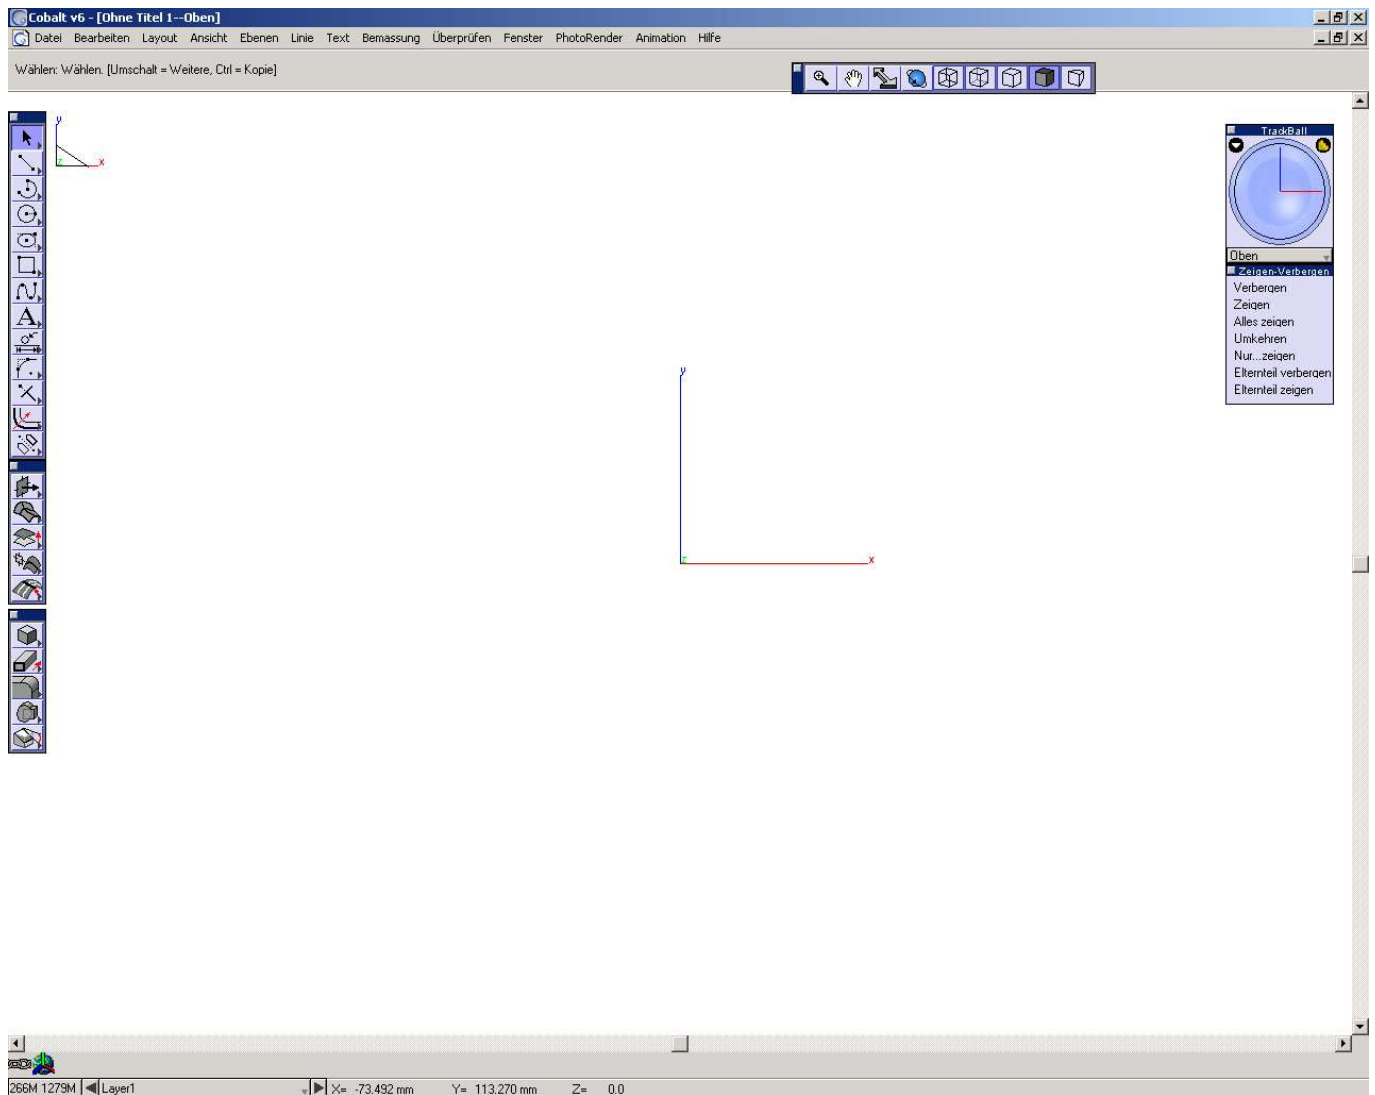 Cobalt v6 - [Ohne Titel 1--Oben]
Datei Bearbeiten Layout Ansicht Ebenen Linie Text Bemassung Überprüfen Fenster PhotoRender Animation Hilfe
Wählen: Wählen. [Umschalt = Weitere, Ctrl = Kopie]
y
z
x
TrackBall
Oben
Zeigen-Verbergen
Verbergen
Zeigen
Alles zeigen
Umkehren
Nur...zeigen
Elternteil verbergen
Elternteil zeigen
A
y
z
x
266M 1279M Layer1 X= -73.492 mm Y= 113.270 mm Z= 0.0